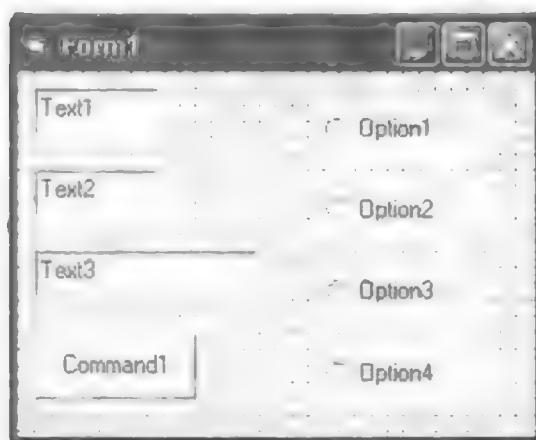 Form1
Text1
Option1
Text2
Option2
Text3
Option3
Command1
Option4